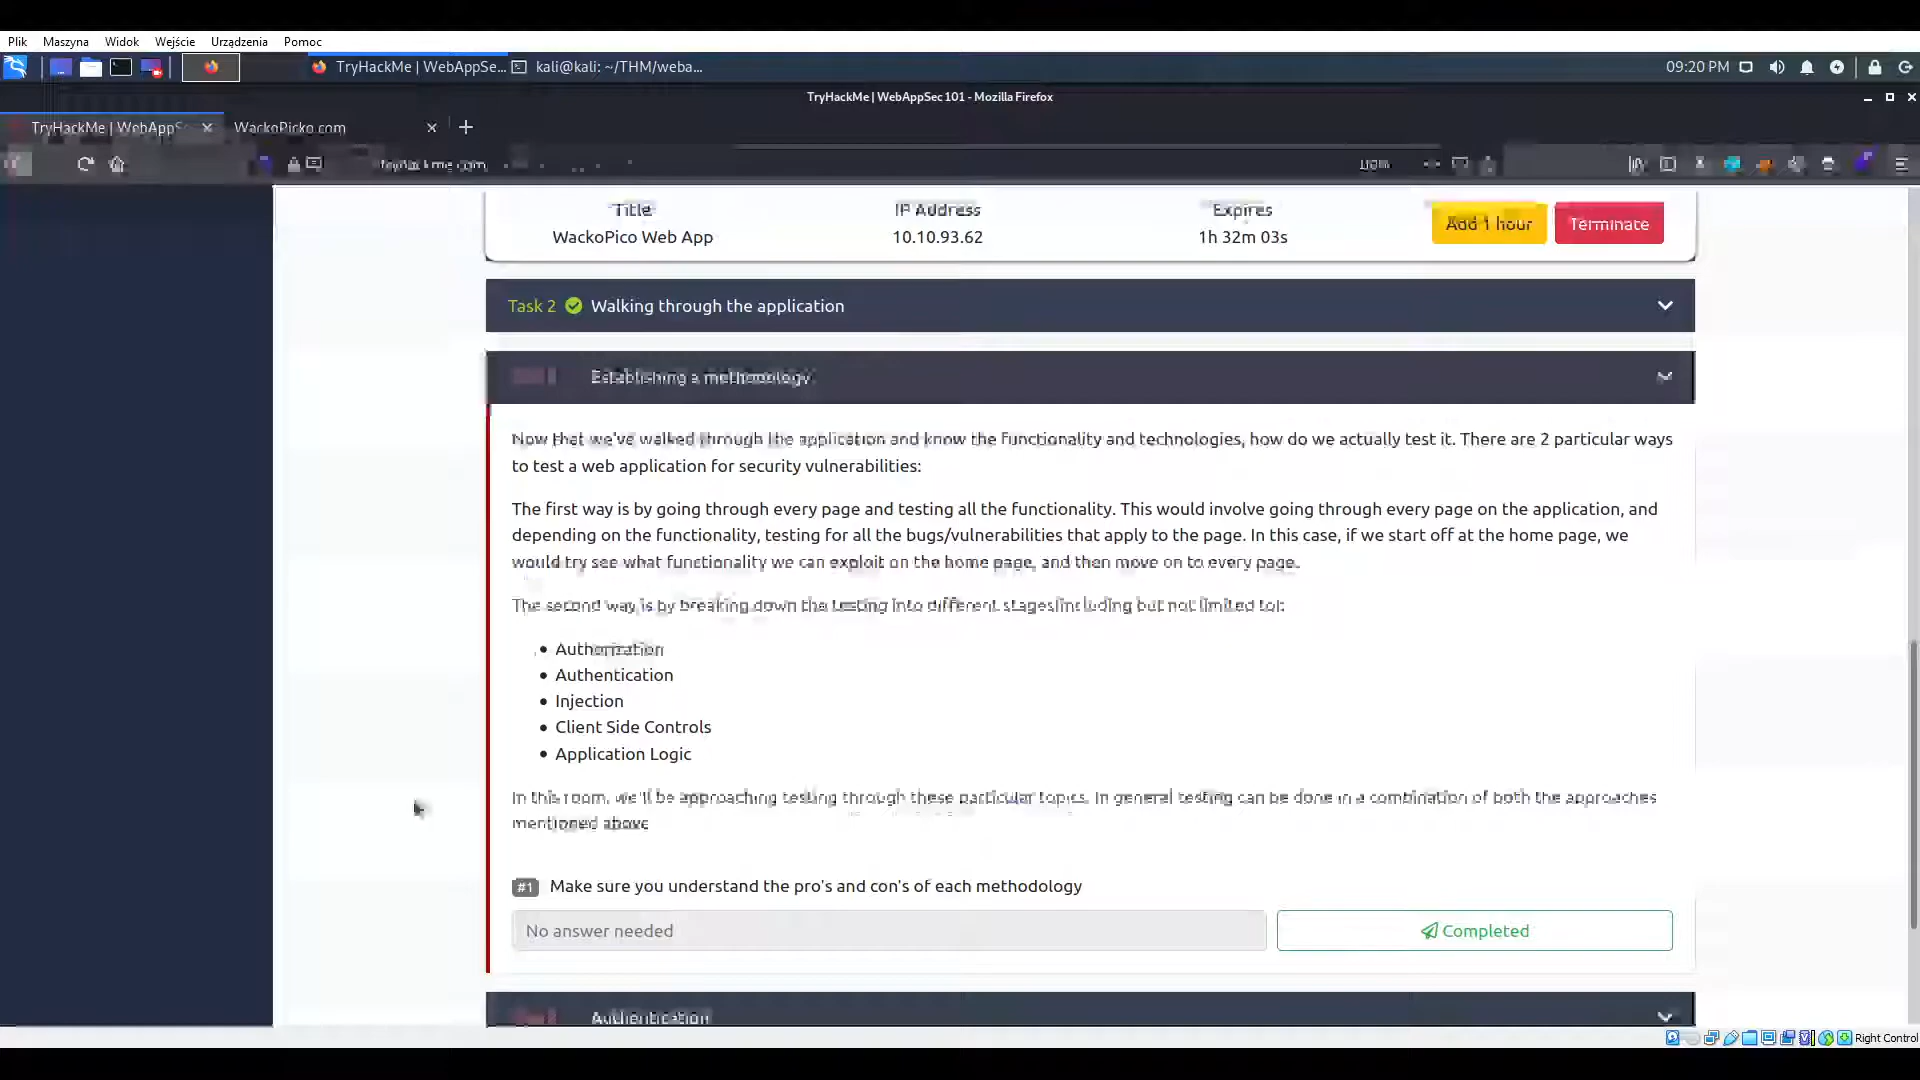 Plik Maszyna Widok Wejście Urządzenia Pomoc
TryHackMe | WebAppSe... kali@kali: ~/THM/weba... 09:20 PM
TryHackMe | WebAppSec 101 - Mozilla Firefox
TryHackMe | WebAppSe WackoPicko.com
tryhackme.com
Title IP Address Expires
WackoPico Web App 10.10.93.62 1h 32m 03s Add 1 hour Terminate
Task 2 Walking through the application
Establishing a methodology
Now that we've walked through the application and know the functionality and technologies, how do we actually test it. There are 2 particular ways
to test a web application for security vulnerabilities:
The first way is by going through every page and testing all the functionality. This would involve going through every page on the application, and
depending on the functionality, testing for all the bugs/vulnerabilities that apply to the page. In this case, if we start off at the home page, we
would try see what functionality we can exploit on the home page, and then move on to every page.
The second way is by breaking down the testing into different stages(including but not limited to):
• Authorization
• Authentication
• Injection
• Client Side Controls
• Application Logic
In this room, we'll be approaching testing through these particular topics. In general testing can be done in a combination of both the approaches
mentioned above
#1 Make sure you understand the pro's and con's of each methodology
No answer needed Completed
Authentication
Right Control